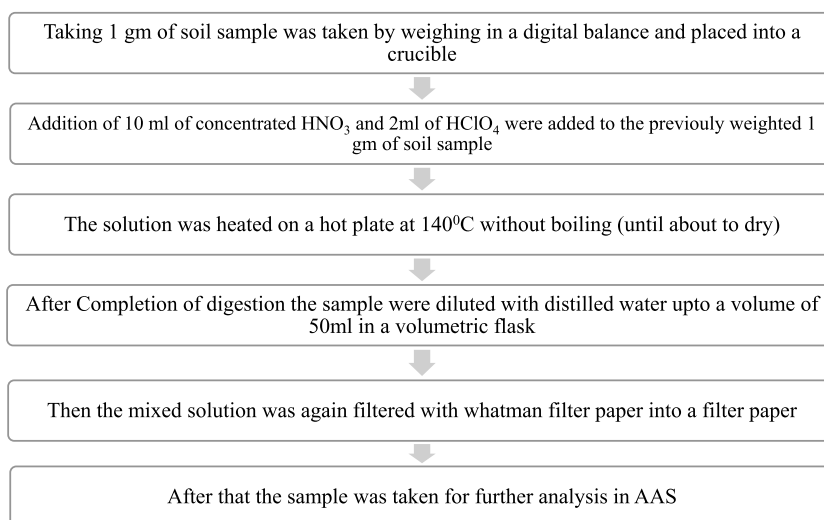 Taking 1 gm of soil sample was taken by weighing in a digital balance and placed into a
crucible
Addition of 10 ml of concentrated HNO₃ and 2ml of HClO₄ were added to the previouly weighted 1
gm of soil sample
The solution was heated on a hot plate at 140⁰C without boiling (until about to dry)
After Completion of digestion the sample were diluted with distilled water upto a volume of
50ml in a volumetric flask
Then the mixed solution was again filtered with whatman filter paper into a filter paper
After that the sample was taken for further analysis in AAS